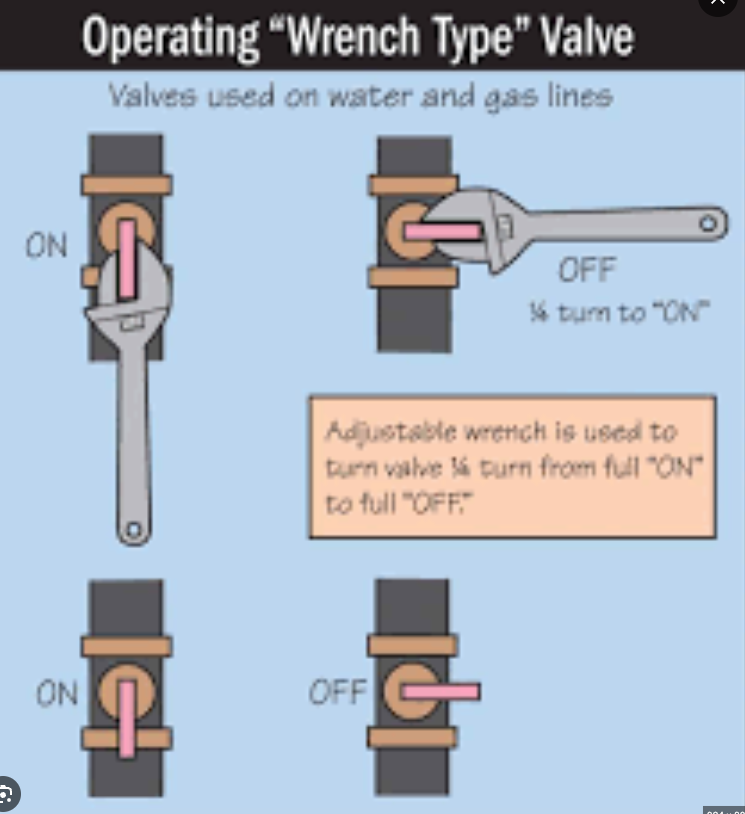 Operating “Wrench Type” Valve
Valves used on water and gas lines
ON
OFF
¼ turn to "ON"
Adjustable wrench is used to
turn valve ¼ turn from full "ON"
to full "OFF."
ON
OFF